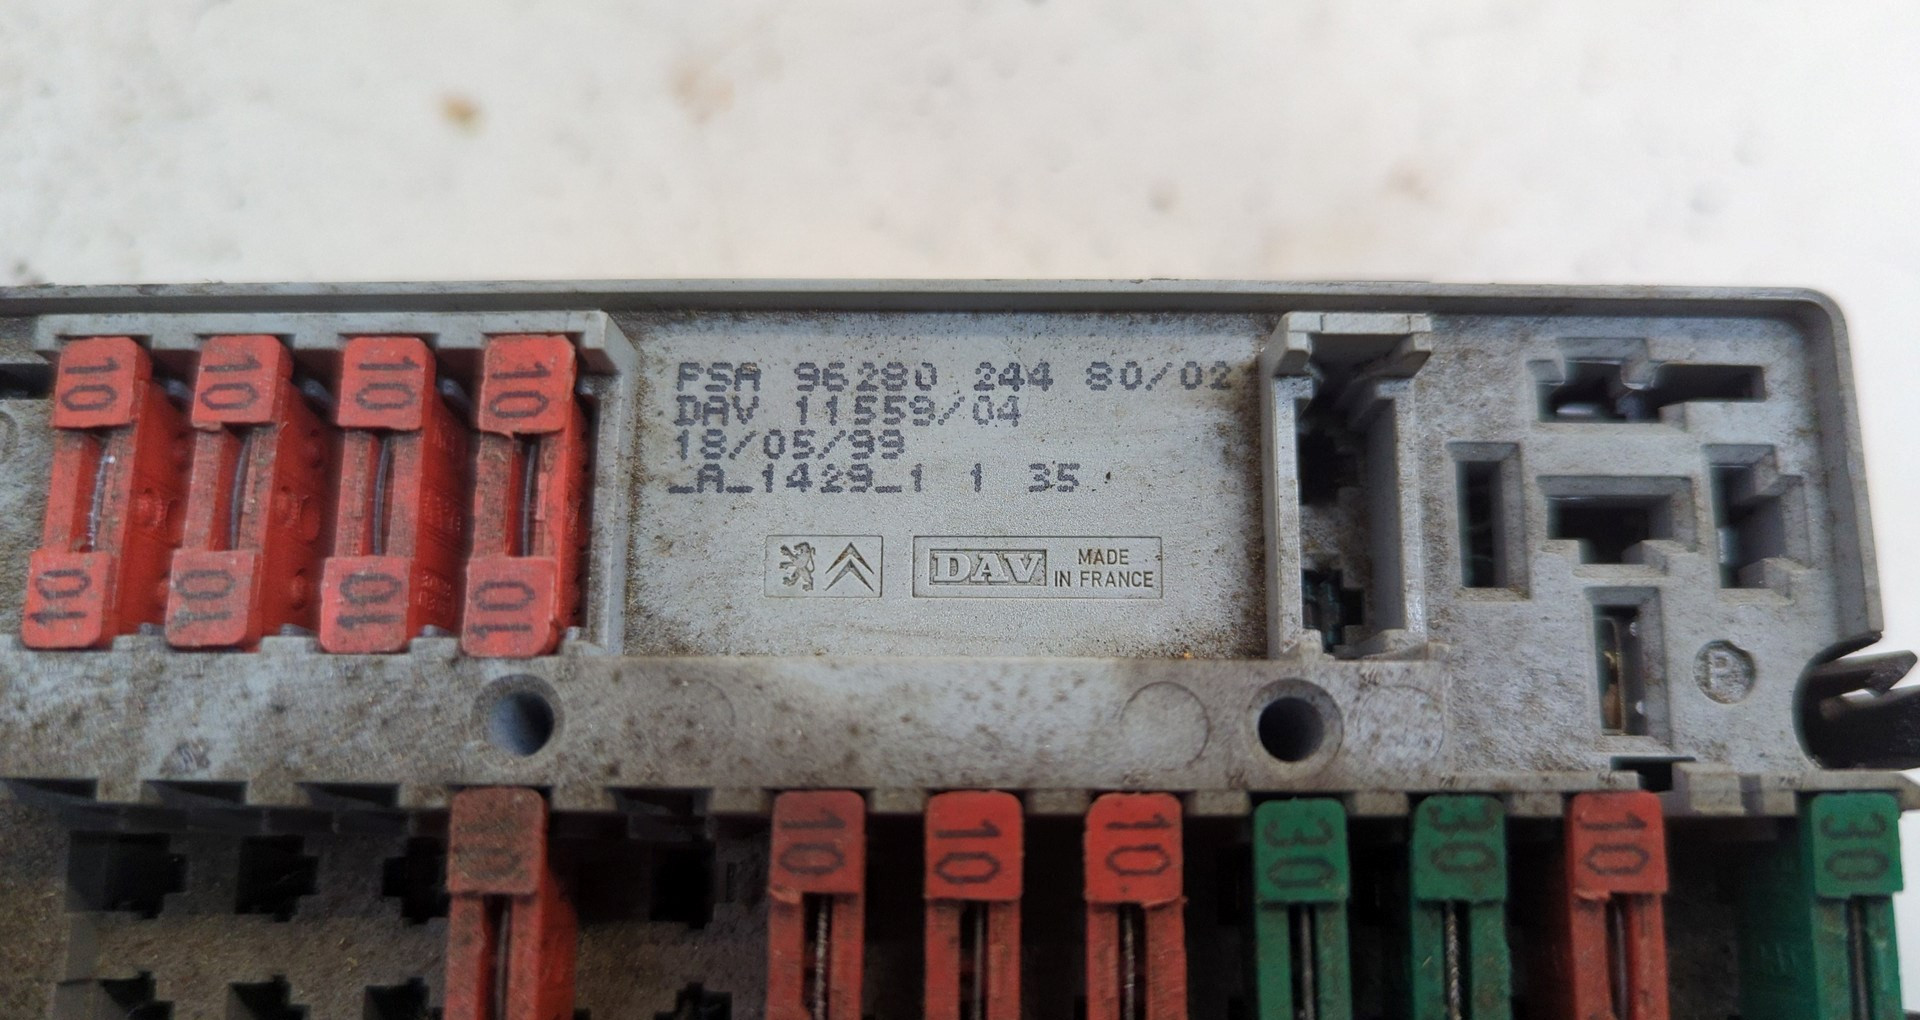 PSA 96280 244 80/02
DAV 11559/04
18/05/99
_A_1429_1 1 35
DAV MADE IN FRANCE
10 10 10 10
10 10 10 10
P
10 10 10 10 30 30 10 30